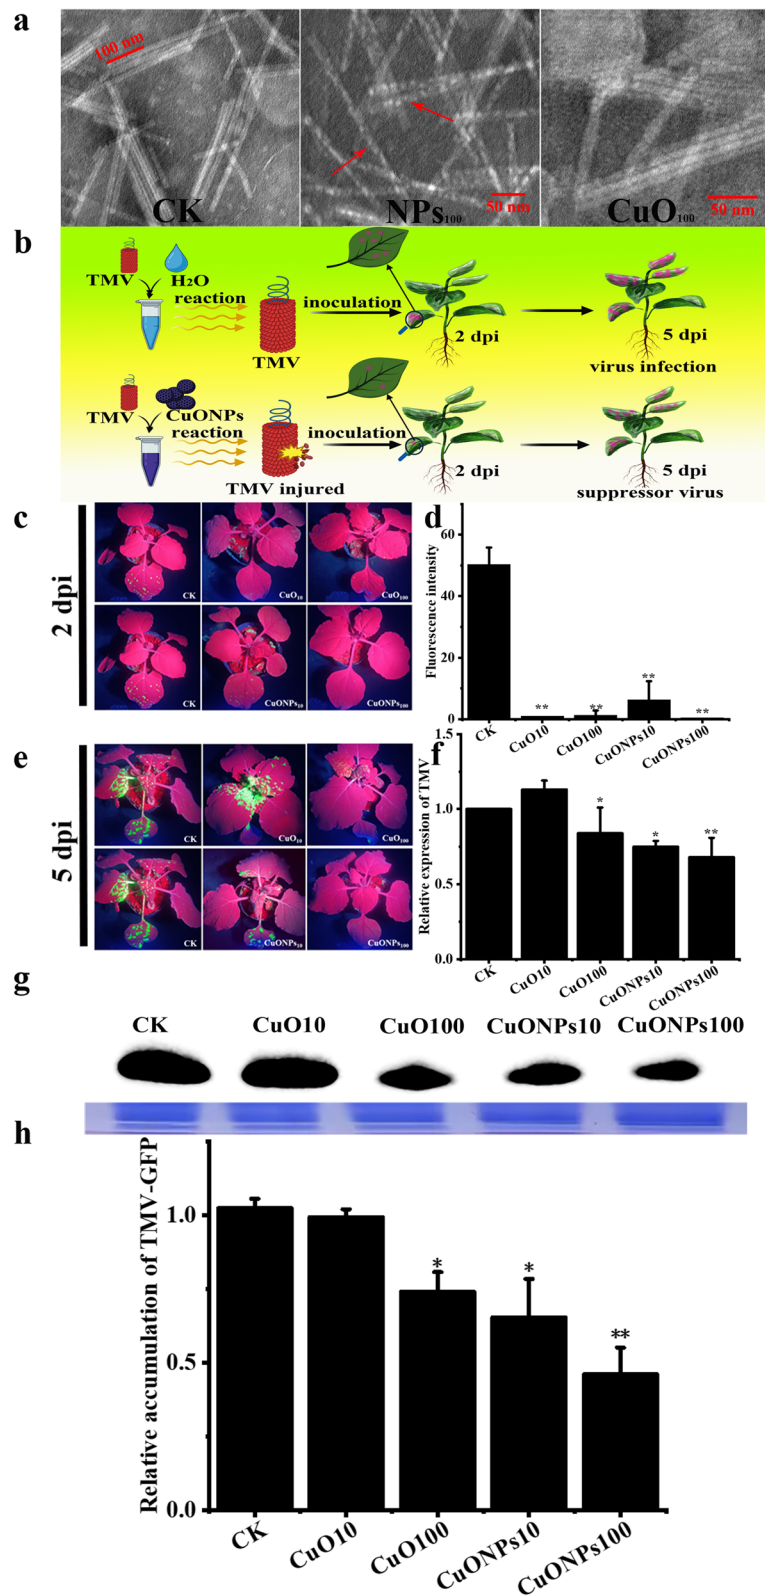 a
100 nm
CK
NPs100
50 nm
CuO100
50 nm
b
TMV
H2O
reaction
TMV
inoculation
2 dpi
5 dpi
virus infection
TMV
CuONPs
reaction
TMV injured
inoculation
2 dpi
5 dpi
suppressor virus
c
2 dpi
CK
CuO10
CuO100
CK
CuONPs10
CuONPs100
d
Fluorescence intensity
60
40
20
0
**
**
**
**
CK
CuO10
CuO100
CuONPs10
CuONPs100
e
5 dpi
CK
CuO10
CuO100
CK
CuONPs10
CuONPs100
f
Relative expression of TMV
1.5
1.0
0.5
0.0
*
*
**
CK
CuO10
CuO100
CuONPs10
CuONPs100
g
CK
CuO10
CuO100
CuONPs10
CuONPs100
h
Relative accumulation of TMV-GFP
1.0
0.5
0.0
*
*
**
CK
CuO10
CuO100
CuONPs10
CuONPs100